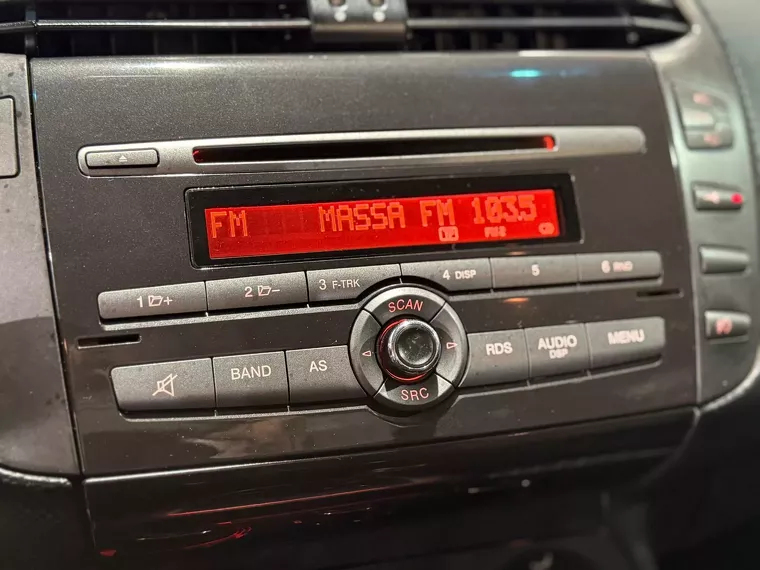 FM MASSA FM 103.5
1 + 2 - 3 F-TRK 4 DISP 5 6 RND
SCAN
BAND AS RDS AUDIO DSP MENU
SRC